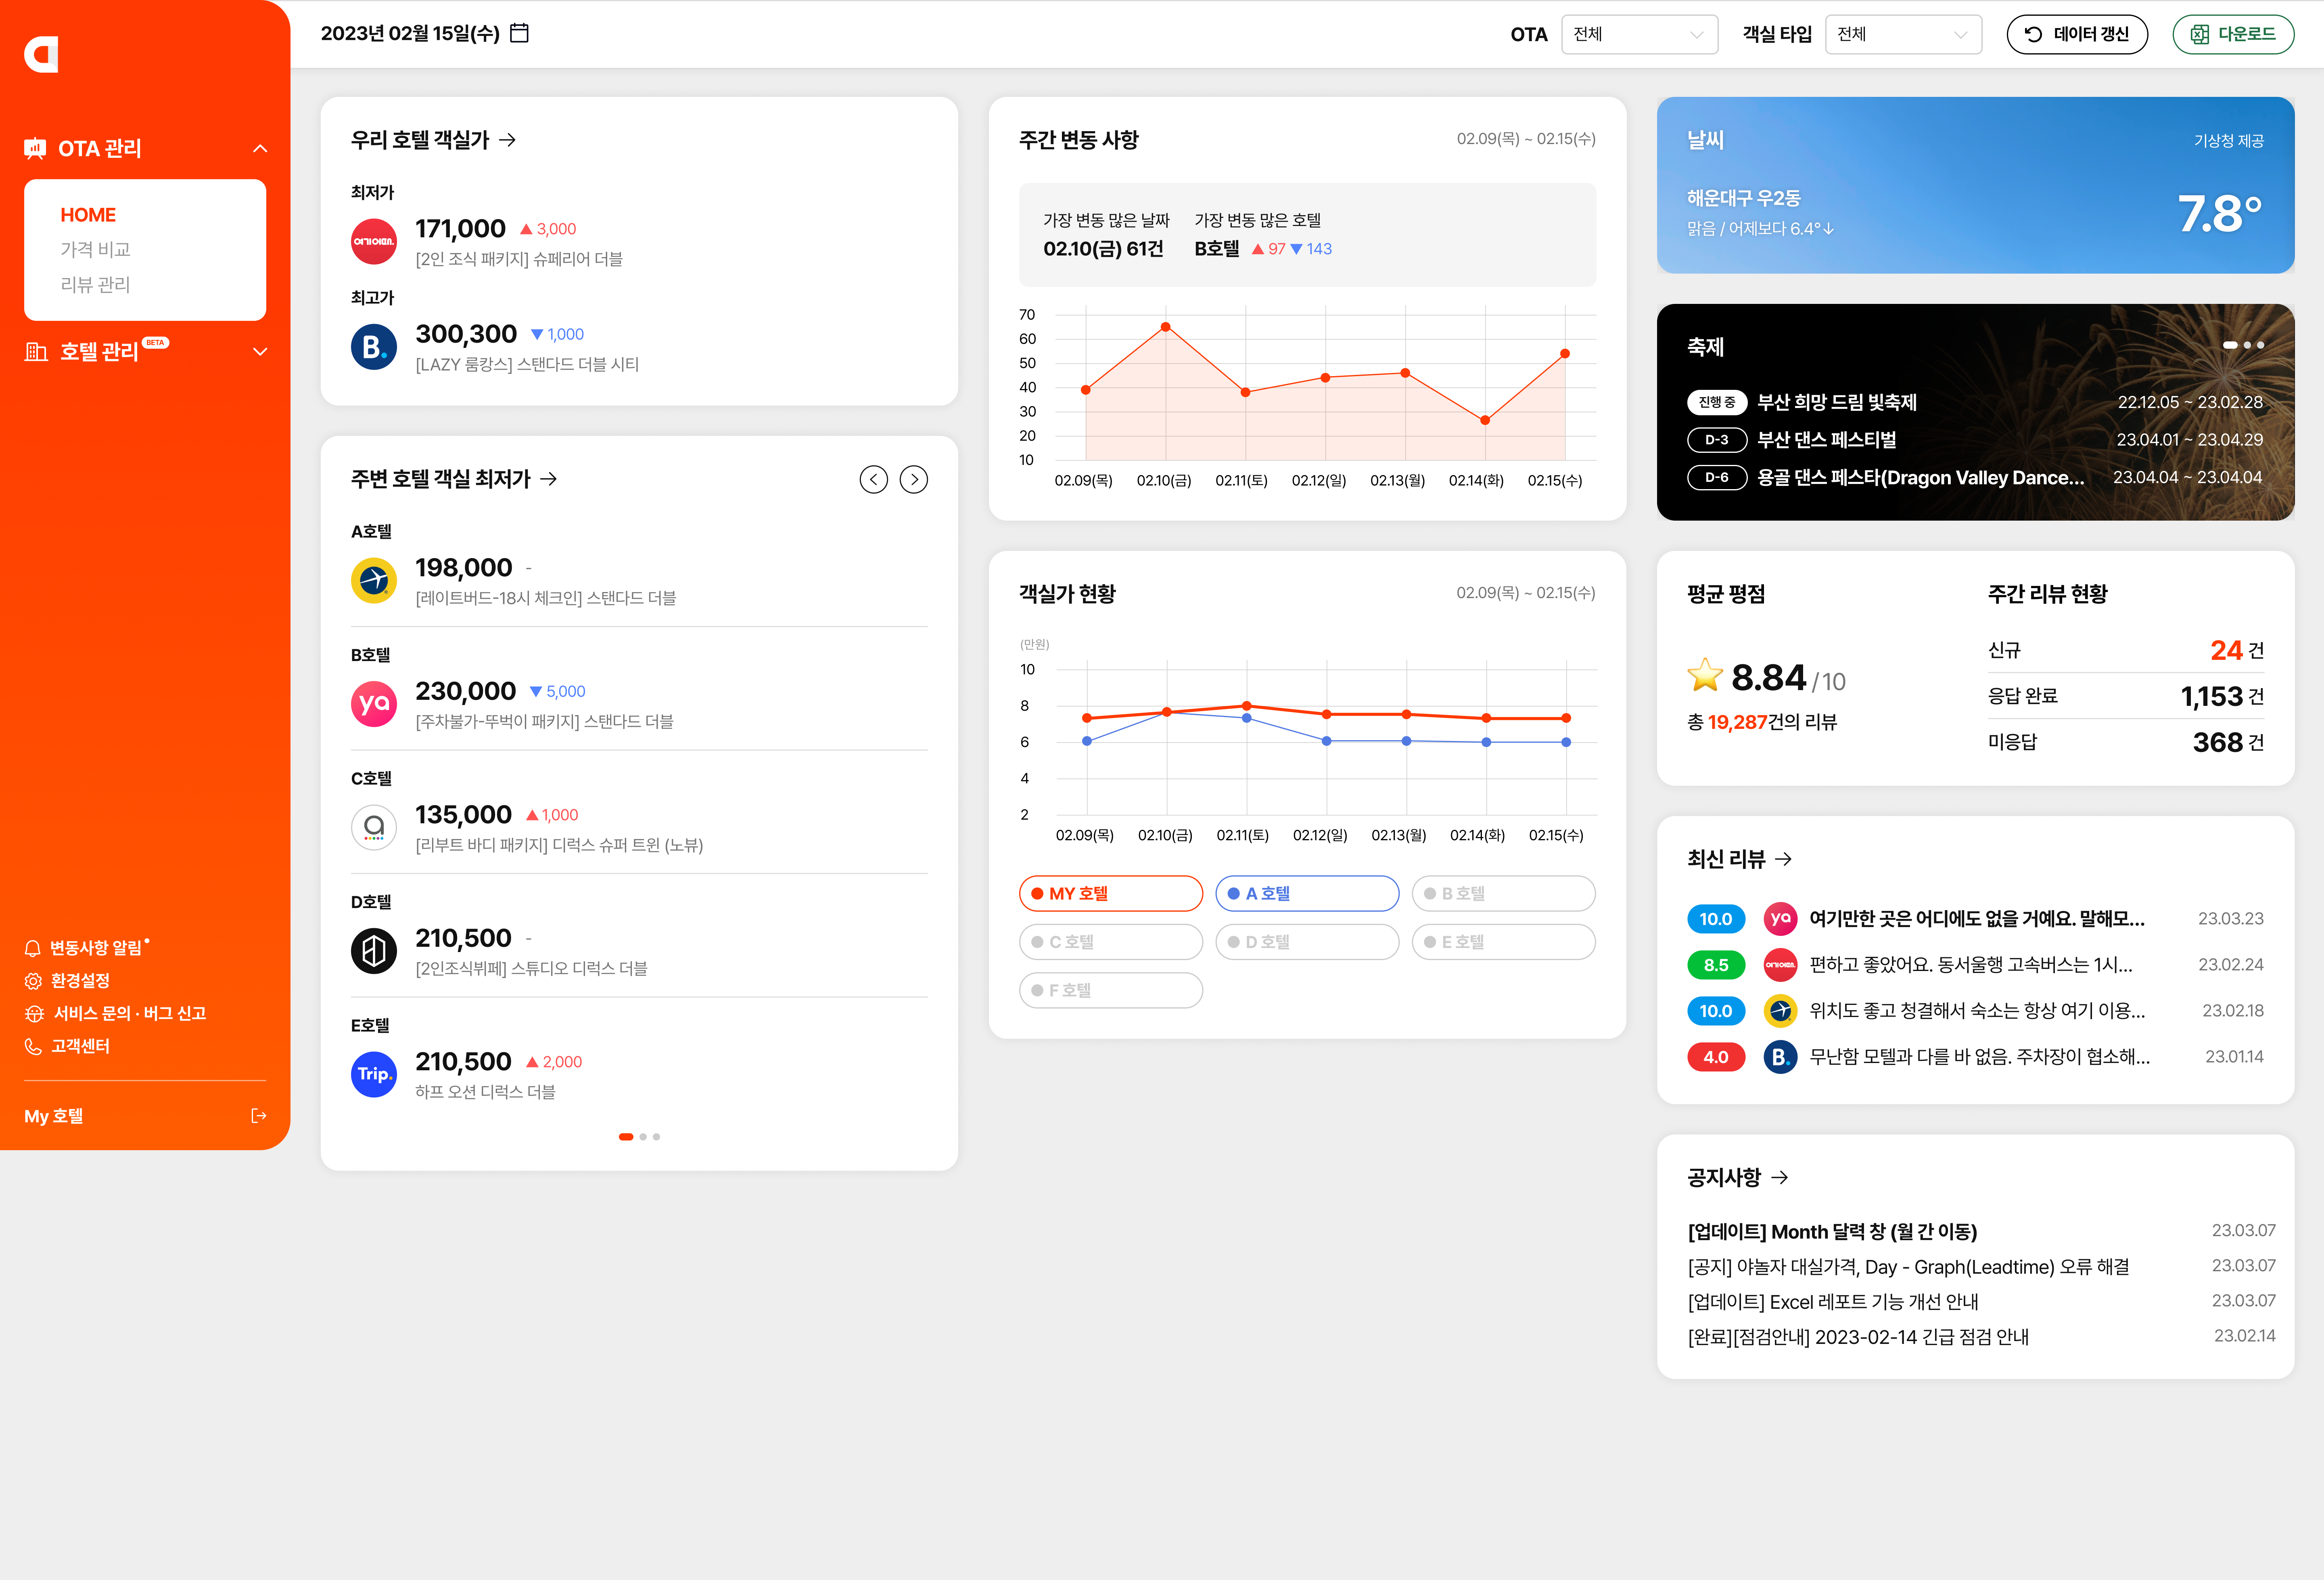 2023년 02월 15일(수)
OTA 전체
객실 타입 전체
데이터 갱신
다운로드
OTA 관리
HOME
가격 비교
리뷰 관리
호텔 관리 BETA
변동사항 알림
환경설정
서비스 문의 · 버그 신고
고객센터
My 호텔
우리 호텔 객실가 →
최저가
여기어때.
171,000 ▲ 3,000
[2인 조식 패키지] 슈페리어 더블
최고가
B.
300,300 ▼ 1,000
[LAZY 룸캉스] 스탠다드 더블 시티
주변 호텔 객실 최저가 →
A호텔
198,000 -
[레이트버드-18시 체크인] 스탠다드 더블
B호텔
ya
230,000 ▼ 5,000
[주차불가-뚜벅이 패키지] 스탠다드 더블
C호텔
a
135,000 ▲ 1,000
[리부트 바디 패키지] 디럭스 슈퍼 트윈 (노뷰)
D호텔
210,500 -
[2인조식뷔페] 스튜디오 디럭스 더블
E호텔
Trip.
210,500 ▲ 2,000
하프 오션 디럭스 더블
주간 변동 사항
02.09(목) ~ 02.15(수)
가장 변동 많은 날짜
02.10(금) 61건
가장 변동 많은 호텔
B호텔 ▲ 97 ▼ 143
70
60
50
40
30
20
10
02.09(목) 02.10(금) 02.11(토) 02.12(일) 02.13(월) 02.14(화) 02.15(수)
객실가 현황
02.09(목) ~ 02.15(수)
(만원)
10
8
6
4
2
02.09(목) 02.10(금) 02.11(토) 02.12(일) 02.13(월) 02.14(화) 02.15(수)
MY 호텔
A 호텔
B 호텔
C 호텔
D 호텔
E 호텔
F 호텔
날씨
기상청 제공
해운대구 우2동
맑음 / 어제보다 6.4°↓
7.8°
축제
진행 중 부산 희망 드림 빛축제 22.12.05 ~ 23.02.28
D-3 부산 댄스 페스티벌 23.04.01 ~ 23.04.29
D-6 용골 댄스 페스타(Dragon Valley Dance... 23.04.04 ~ 23.04.04
평균 평점
8.84 /10
총 19,287건의 리뷰
주간 리뷰 현황
신규 24 건
응답 완료 1,153 건
미응답 368 건
최신 리뷰 →
10.0 ya 여기만한 곳은 어디에도 없을 거예요. 말해모... 23.03.23
8.5 여기어때. 편하고 좋았어요. 동서울행 고속버스는 1시... 23.02.24
10.0 위치도 좋고 청결해서 숙소는 항상 여기 이용... 23.02.18
4.0 B. 무난함 모텔과 다를 바 없음. 주차장이 협소해... 23.01.14
공지사항 →
[업데이트] Month 달력 창 (월 간 이동) 23.03.07
[공지] 야놀자 대실가격, Day - Graph(Leadtime) 오류 해결 23.03.07
[업데이트] Excel 레포트 기능 개선 안내 23.03.07
[완료][점검안내] 2023-02-14 긴급 점검 안내 23.02.14